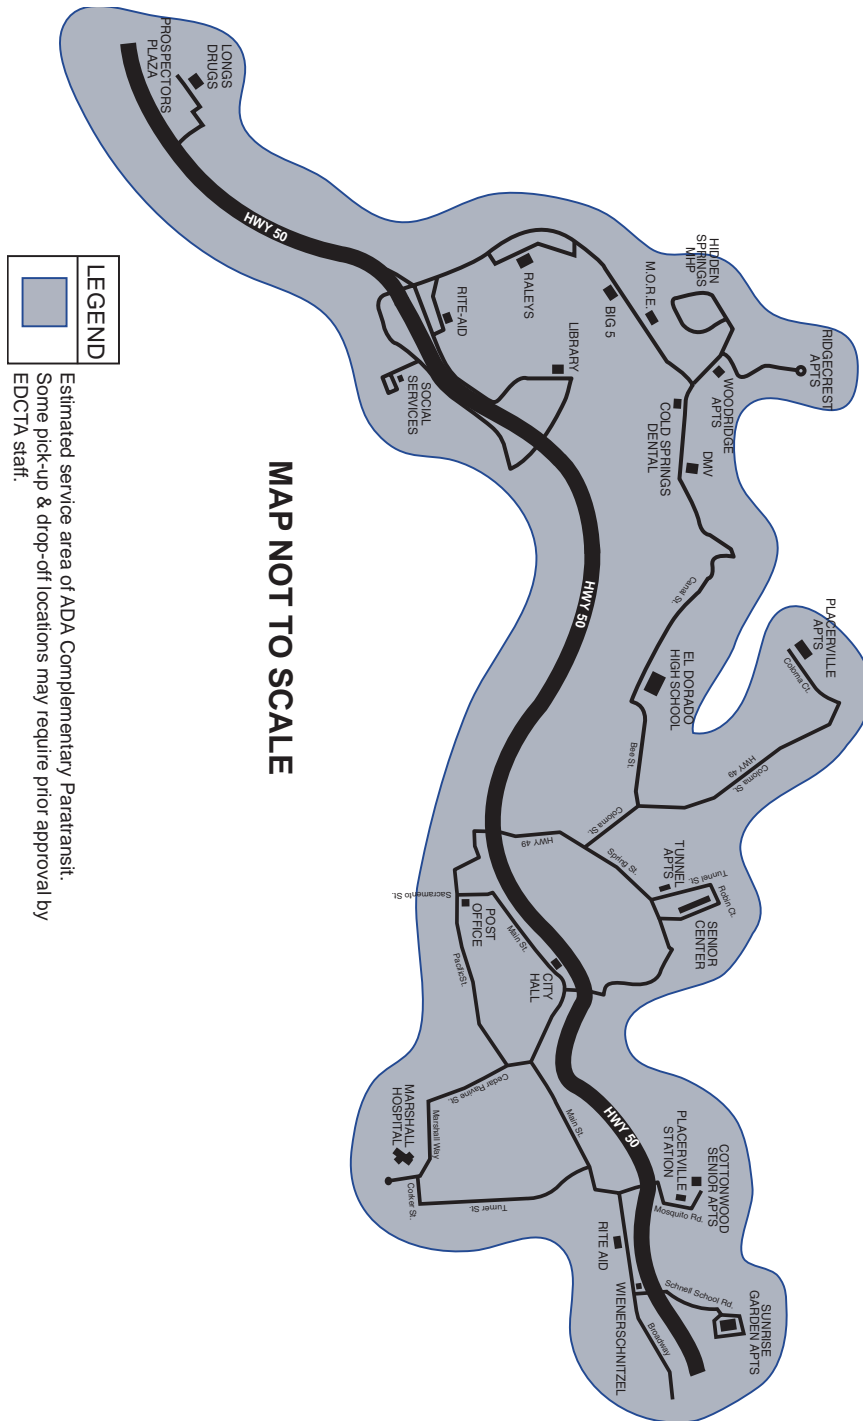 LONGS
DRUGS
PROSPECTORS
PLAZA
HWY 50
RALEYS
RITE-AID
SOCIAL
SERVICES
LIBRARY
BIG 5
M.O.R.E.
HIDDEN
SPRINGS
MHP
RIDGECREST
APTS
WOODRIDGE
APTS
COLD SPRINGS
DENTAL
DMV
Canal St.
HWY 50
EL DORADO
HIGH SCHOOL
PLACERVILLE
APTS
Coloma Ct.
HWY 49
Coloma St.
Bee St.
Coloma St.
HWY 49
Spring St.
TUNNEL
APTS
Tunnel St.
Robin Ct.
SENIOR
CENTER
Sacramento St.
POST
OFFICE
Main St.
CITY
HALL
PacificSt.
Cedar Ravine St.
MARSHALL
HOSPITAL
Marshall Way
Corker St.
Turner St.
Main St.
HWY 50
PLACERVILLE
STATION
COTTONWOOD
SENIOR APTS
Mosquito Rd.
RITE AID
WIENERSCHNITZEL
Schnell School Rd.
Broadway
SUNRISE
GARDEN APTS
MAP NOT TO SCALE
LEGEND
Estimated service area of ADA Complementary Paratransit.
Some pick-up & drop-off locations may require prior approval by
EDCTA staff.